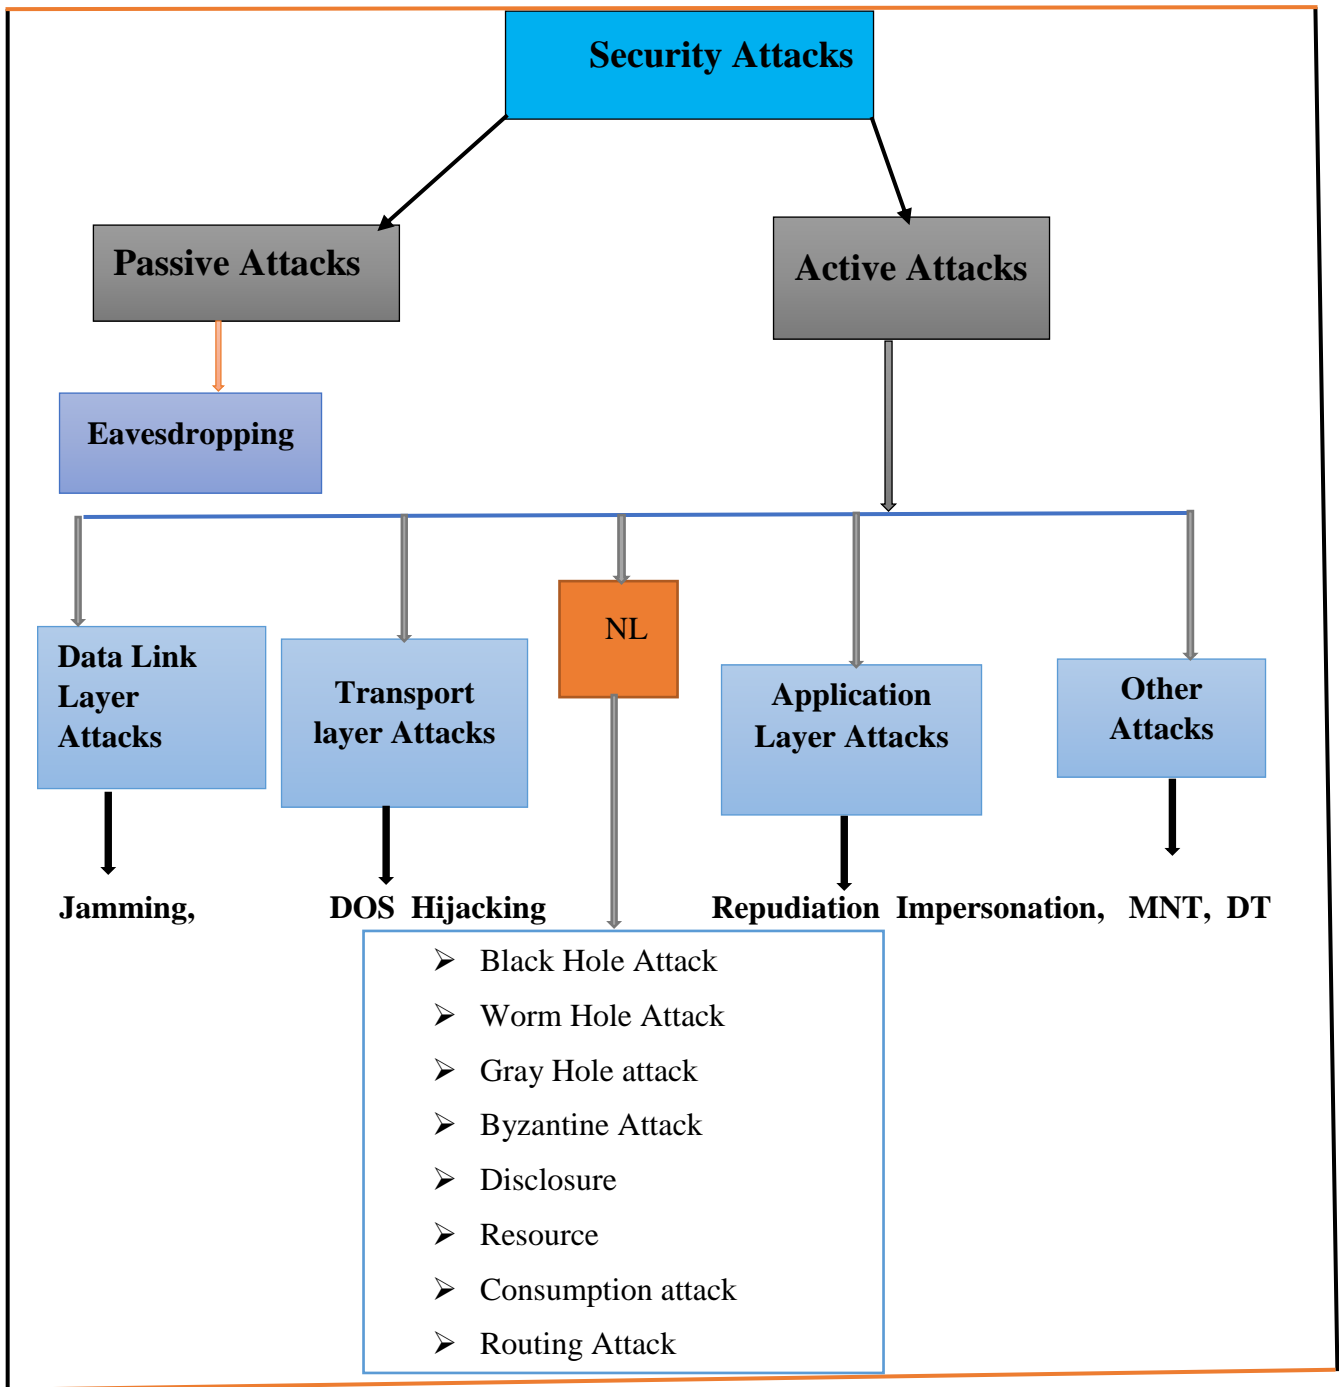 Security Attacks
Passive Attacks
Active Attacks
Eavesdropping
Data Link
Layer
Attacks
Transport
layer Attacks
NL
Application
Layer Attacks
Other
Attacks
Jamming,
DOS Hijacking
Repudiation Impersonation, MNT, DT
➢ Black Hole Attack
➢ Worm Hole Attack
➢ Gray Hole attack
➢ Byzantine Attack
➢ Disclosure
➢ Resource
➢ Consumption attack
➢ Routing Attack